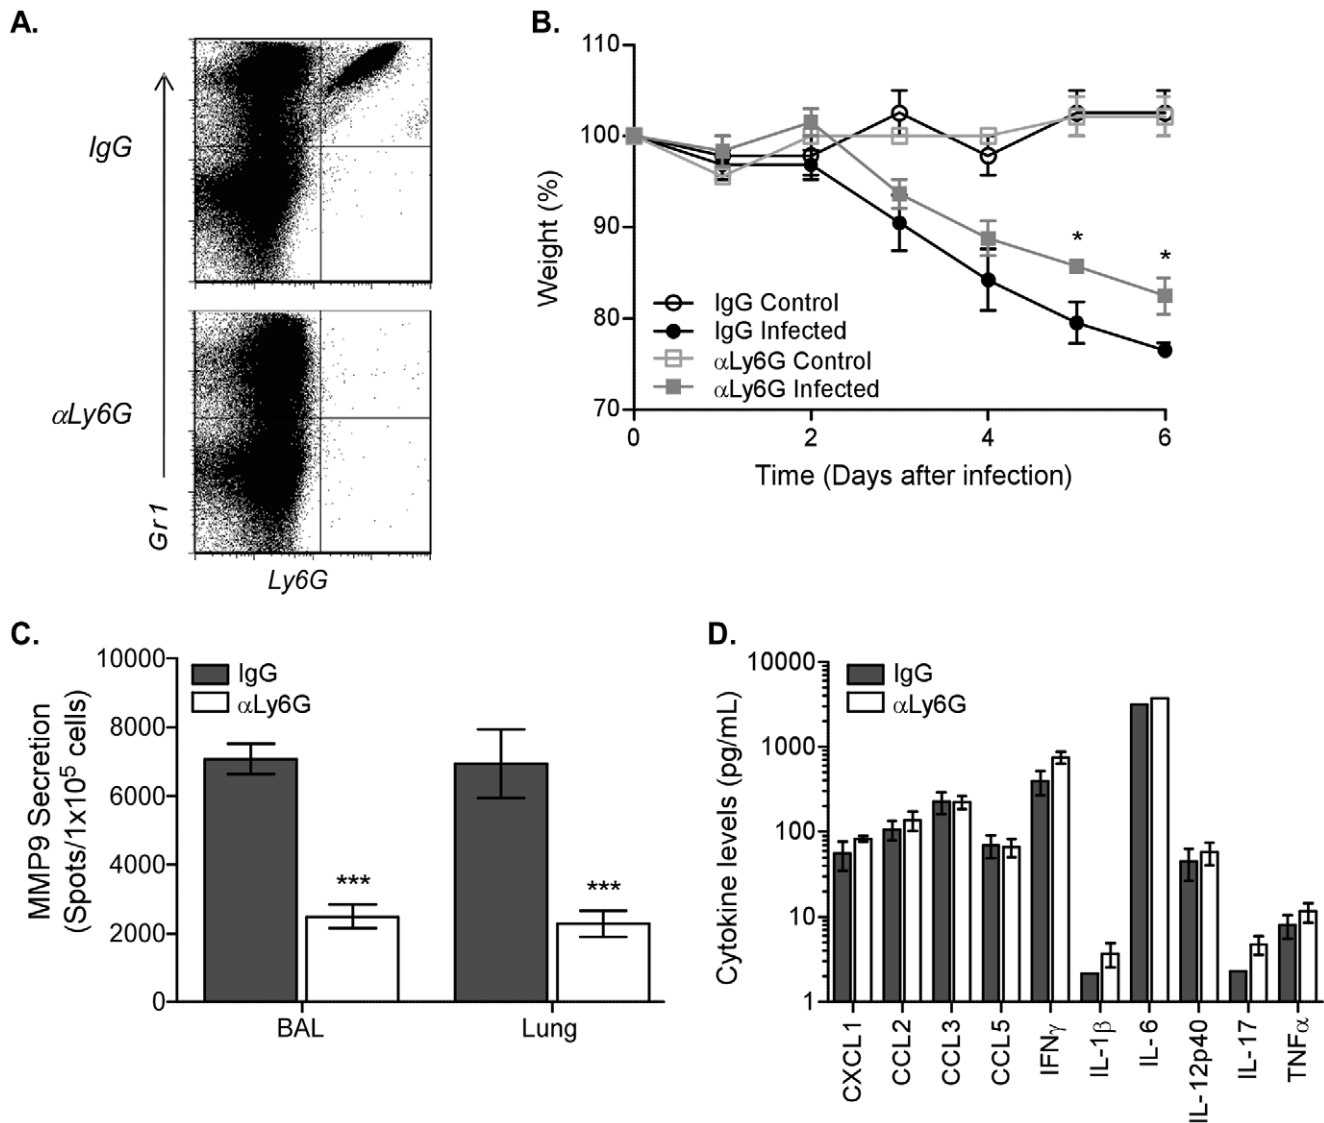 A.
IgG
αLy6G
Gr1
Ly6G
B.
110
100
90
80
70
Weight (%)
IgG Control
IgG Infected
αLy6G Control
αLy6G Infected
*
*
0
2
4
6
Time (Days after infection)
C.
10000
8000
6000
4000
2000
0
MMP9 Secretion
(Spots/1x10⁵ cells)
IgG
αLy6G
***
***
BAL
Lung
D.
10000
1000
100
10
1
Cytokine levels (pg/mL)
IgG
αLy6G
CXCL1
CCL2
CCL3
CCL5
IFNγ
IL-1β
IL-6
IL-12p40
IL-17
TNFα